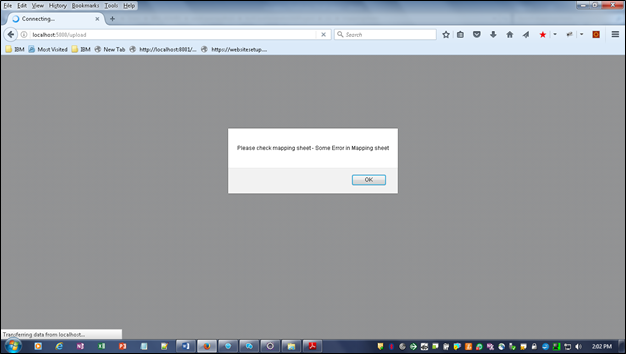 File Edit View History Bookmarks Tools Help
Connecting...
localhost:5000/upload
Search
IBM Most Visited IBM New Tab http://localhost:8081/... https://websitesetup....
Please check mapping sheet - Some Error in Mapping sheet
OK
Transferring data from localhost...
2:02 PM